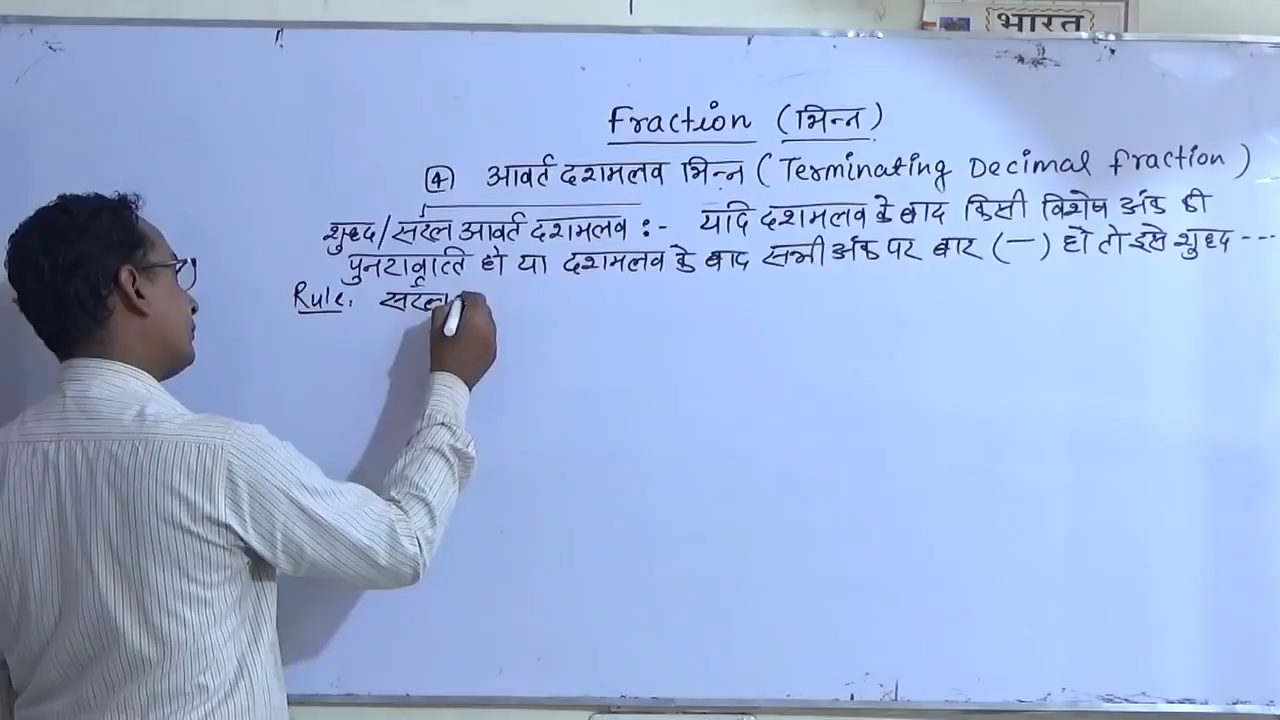 भारत
Fraction (भिन्न)
④ आवर्त दशमलव भिन्न (Terminating Decimal fraction)
शुध्द/सरल आवर्त दशमलव :- यदि दशमलव के बाद किसी विशेष अंक की
पुनरावृत्ति हो या दशमलव के बाद सभी अंक पर बार (—) हो तो इसे शुध्द ---
Rule: सरल